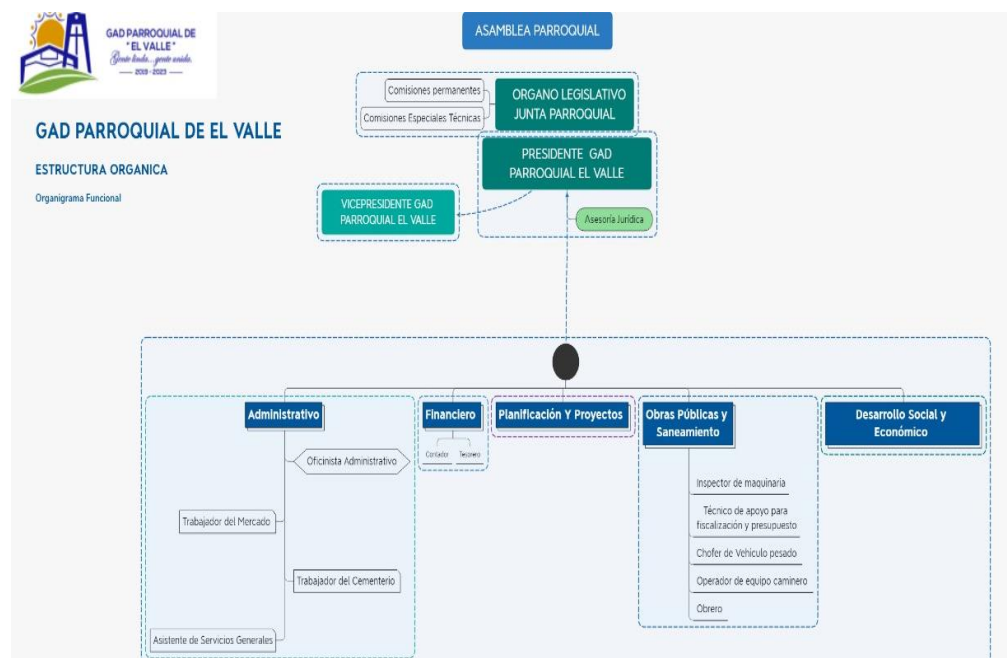 GAD PARROQUIAL DE
"EL VALLE"
Gente linda... gente unida.
2019 - 2023
GAD PARROQUIAL DE EL VALLE
ESTRUCTURA ORGANICA
Organigrama Funcional
ASAMBLEA PARROQUIAL
Comisiones permanentes
Comisiones Especiales Técnicas
ORGANO LEGISLATIVO
JUNTA PARROQUIAL
PRESIDENTE GAD
PARROQUIAL EL VALLE
VICEPRESIDENTE GAD
PARROQUIAL EL VALLE
Asesoría Jurídica
Administrativo
Oficinista Administrativo
Trabajador del Mercado
Trabajador del Cementerio
Asistente de Servicios Generales
Financiero
Contador
Tesorero
Planificación Y Proyectos
Obras Públicas y
Saneamiento
Inspector de maquinaria
Técnico de apoyo para
fiscalización y presupuesto
Chofer de Vehiculo pesado
Operador de equipo caminero
Obrero
Desarrollo Social y
Económico